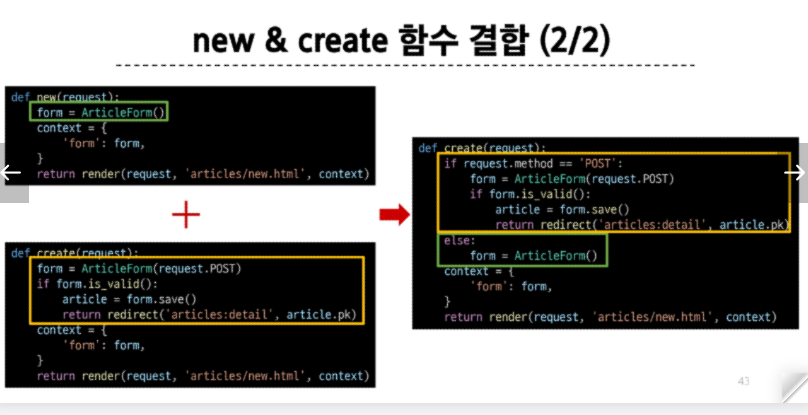 new & create 함수 결합 (2/2)
def new(request):
    form = ArticleForm()
    context = {
        'form': form,
    }
    return render(request, 'articles/new.html', context)
+
def create(request):
    form = ArticleForm(request.POST)
    if form.is_valid():
        article = form.save()
        return redirect('articles:detail', article.pk)
    context = {
        'form': form,
    }
    return render(request, 'articles/new.html', context)
def create(request):
    if request.method == 'POST':
        form = ArticleForm(request.POST)
        if form.is_valid():
            article = form.save()
            return redirect('articles:detail', article.pk)
    else:
        form = ArticleForm()
    context = {
        'form': form,
    }
    return render(request, 'articles/new.html', context)
43